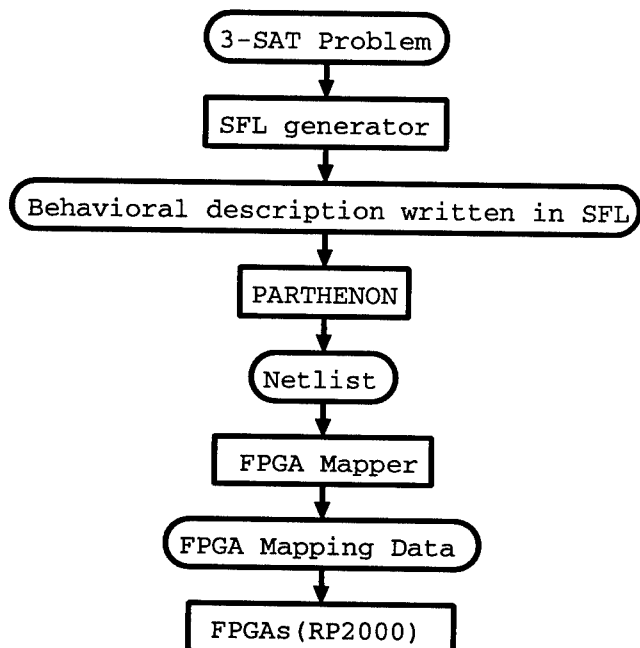 3-SAT Problem
SFL generator
Behavioral description written in SFL
PARTHENON
Netlist
FPGA Mapper
FPGA Mapping Data
FPGAs(RP2000)